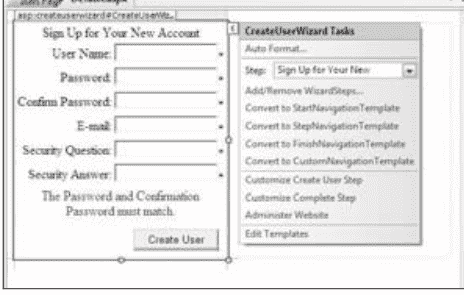 Start Page
asp:createuserwizard#CreateUserWiz...
Sign Up for Your New Account
User Name:
Password:
Confirm Password:
E-mail:
Security Question:
Security Answer:
The Password and Confirmation
Password must match.
Create User
CreateUserWizard Tasks
Auto Format...
Step: Sign Up for Your New
Add/Remove WizardSteps...
Convert to StartNavigationTemplate
Convert to StepNavigationTemplate
Convert to FinishNavigationTemplate
Convert to CustomNavigationTemplate
Customize Create User Step
Customize Complete Step
Administer Website
Edit Templates